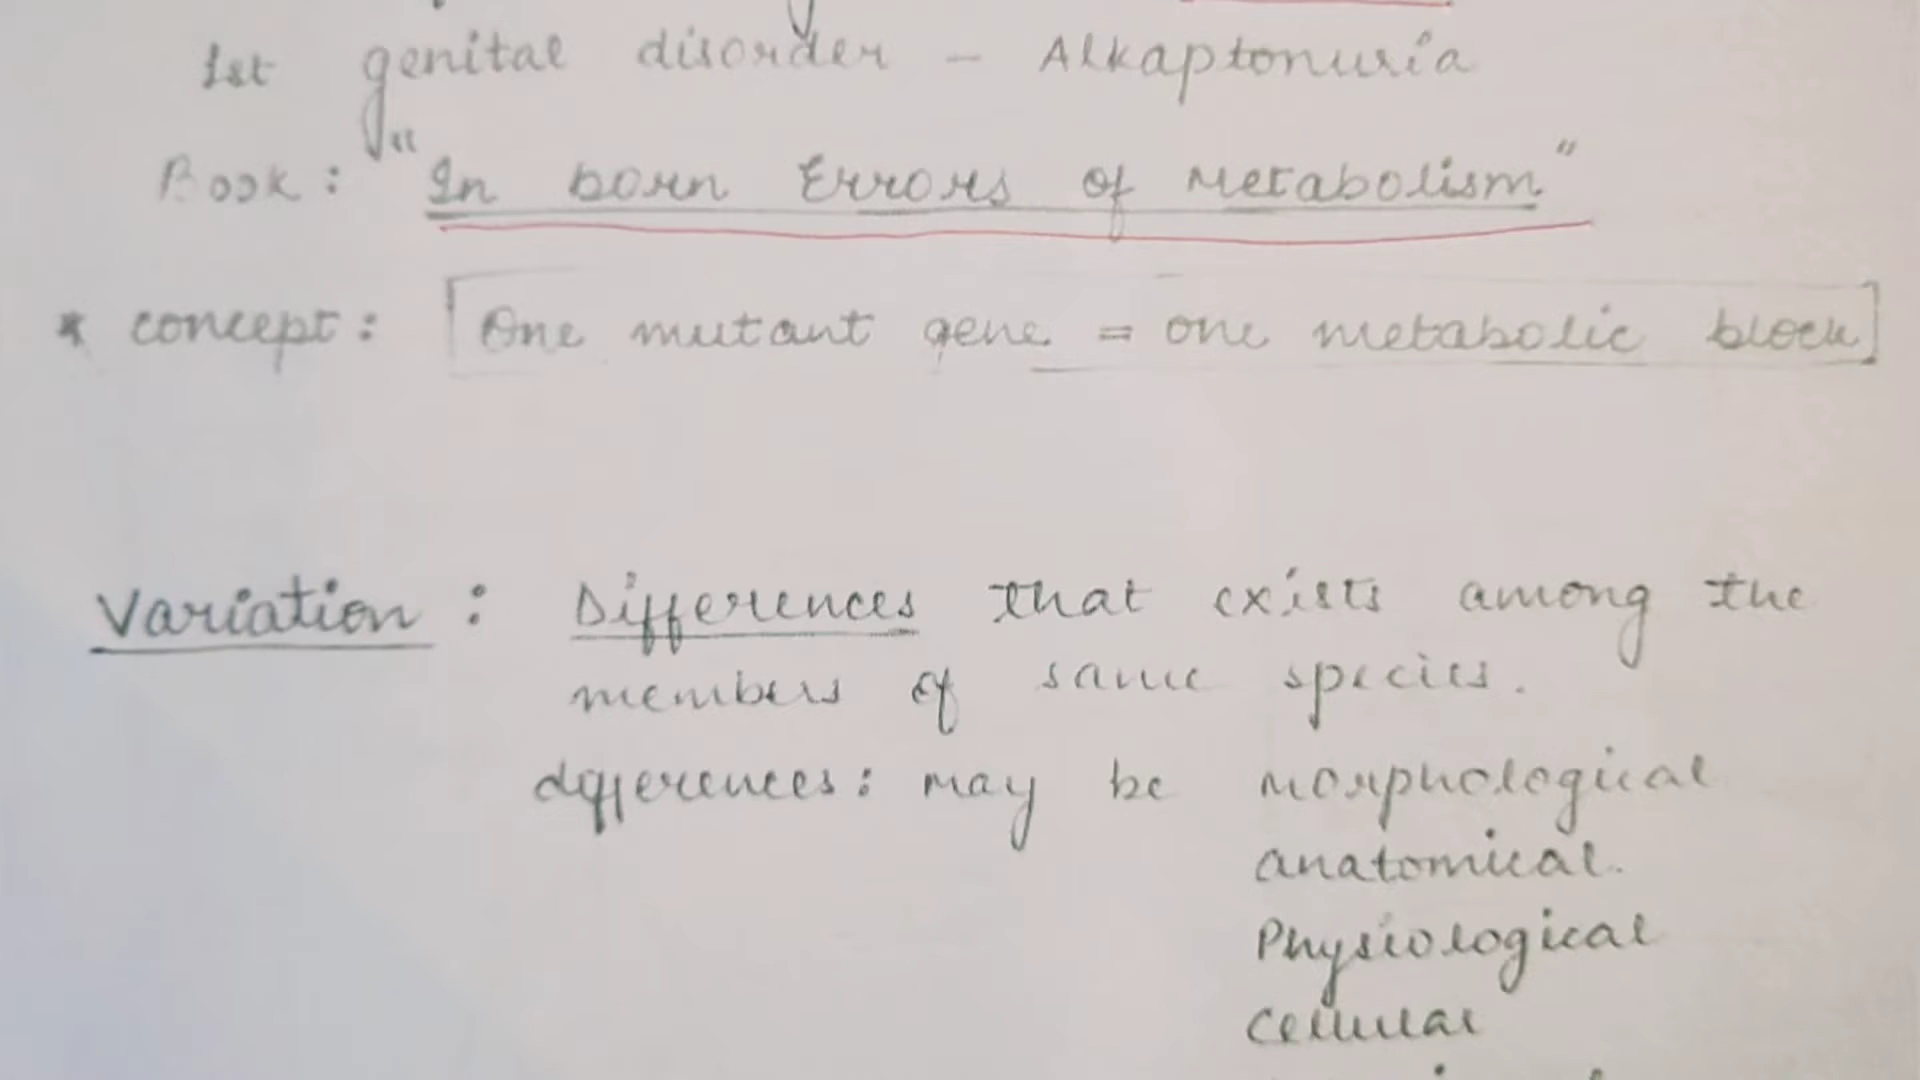 1st genital disorder - Alkaptonuria
Book: "In born Errors of Metabolism"
* concept: [One mutant gene = one metabolic block]
Variation: Differences that exists among the
members of same species.
differences: may be morphological
anatomical.
Physiological
Cellular